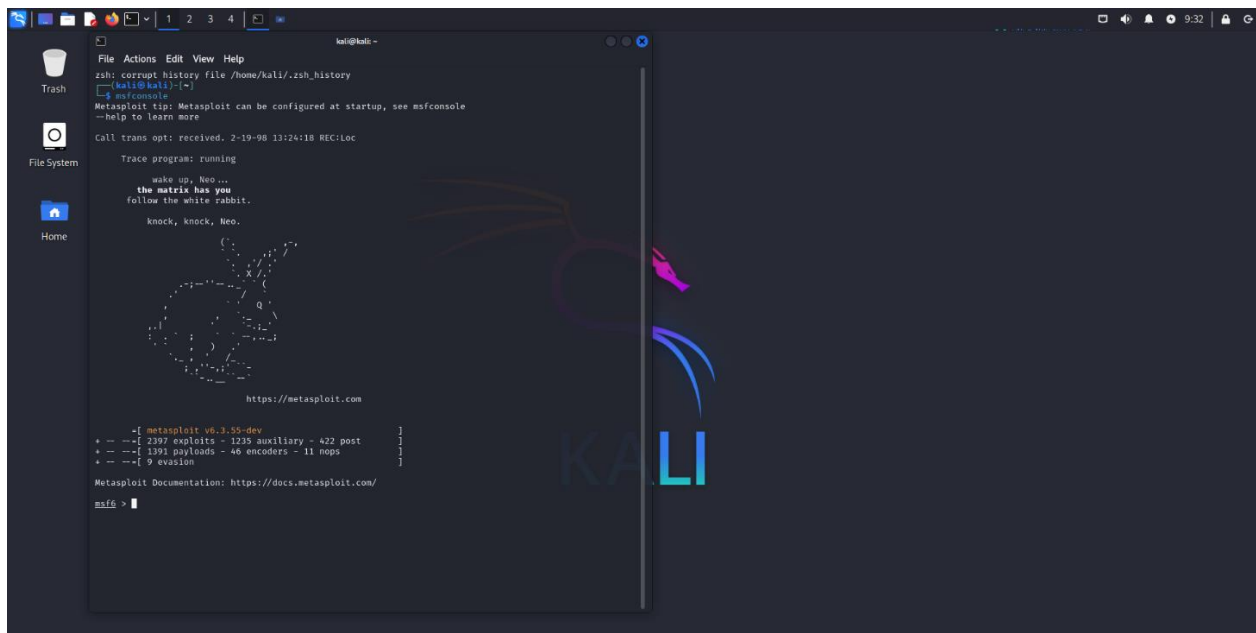 1 2 3 4
9:32
kali@kali: ~
File Actions Edit View Help
zsh: corrupt history file /home/kali/.zsh_history
(kali㉿kali)-[~]
$ msfconsole
Metasploit tip: Metasploit can be configured at startup, see msfconsole
--help to learn more
Call trans opt: received. 2-19-98 13:24:18 REC:Loc
Trace program: running
wake up, Neo...
the matrix has you
follow the white rabbit.
knock, knock, Neo.
https://metasploit.com
=[ metasploit v6.3.55-dev ]
+ -- --=[ 2397 exploits - 1235 auxiliary - 422 post ]
+ -- --=[ 1391 payloads - 46 encoders - 11 nops ]
+ -- --=[ 9 evasion ]
Metasploit Documentation: https://docs.metasploit.com/
msf6 >
Trash
File System
Home
KALI